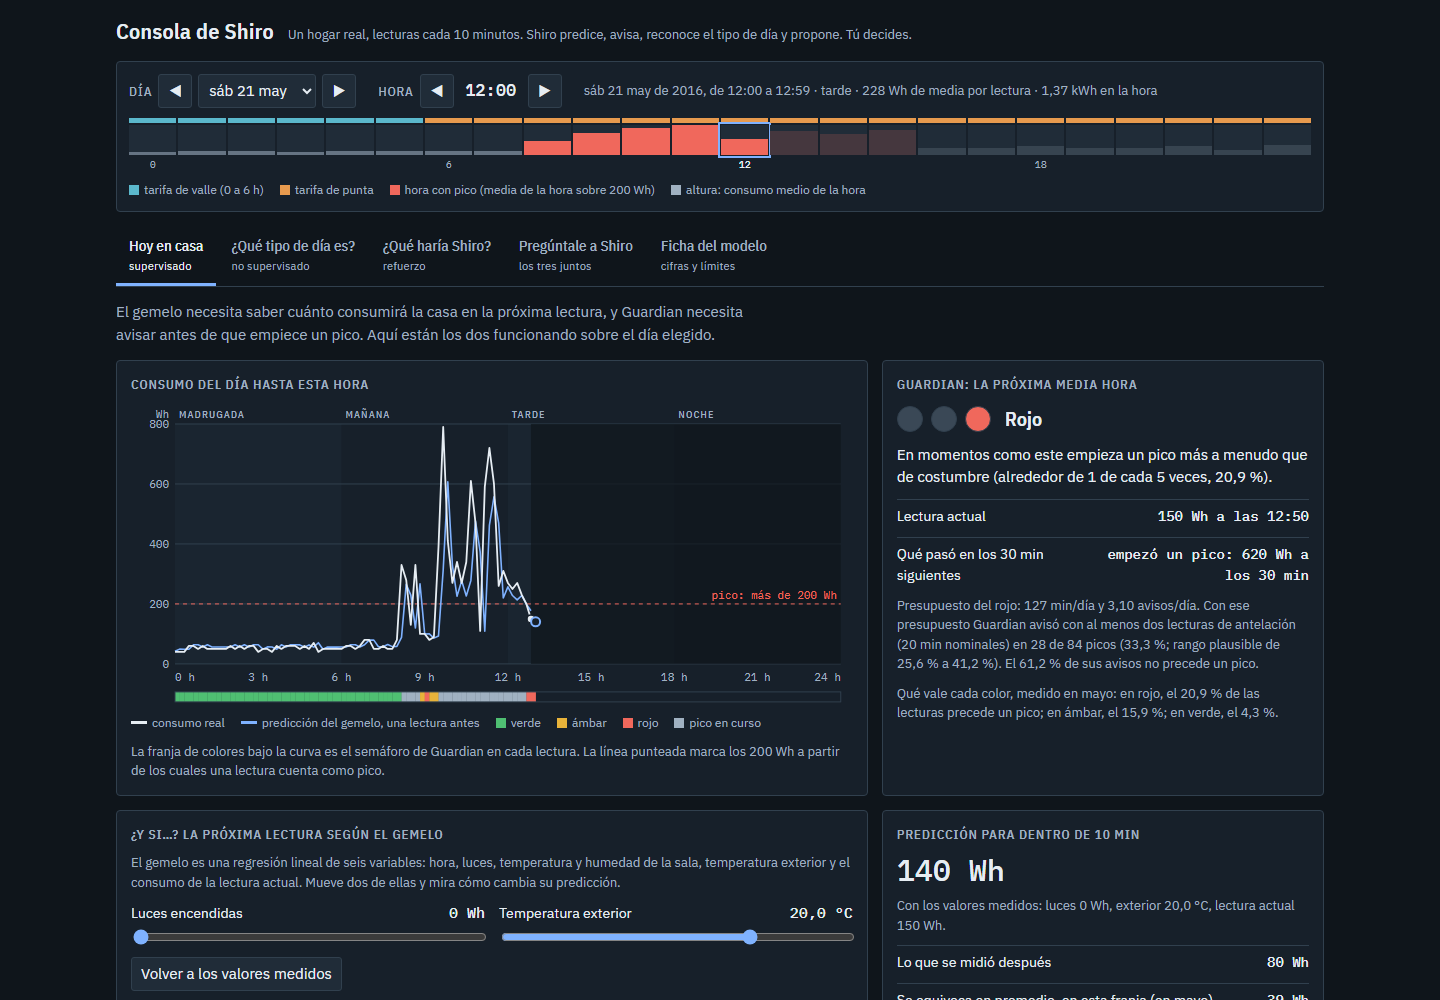 Consola de Shiro Un hogar real, lecturas cada 10 minutos. Shiro predice, avisa, reconoce el tipo de día y propone. Tú decides.
DÍA ◀ sáb 21 may ▶ HORA ◀ 12:00 ▶ sáb 21 may de 2016, de 12:00 a 12:59 · tarde · 228 Wh de media por lectura · 1,37 kWh en la hora
0 6 12 18
tarifa de valle (0 a 6 h) tarifa de punta hora con pico (media de la hora sobre 200 Wh) altura: consumo medio de la hora
Hoy en casa ¿Qué tipo de día es? ¿Qué haría Shiro? Pregúntale a Shiro Ficha del modelo
supervisado no supervisado refuerzo los tres juntos cifras y límites
El gemelo necesita saber cuánto consumirá la casa en la próxima lectura, y Guardian necesita
avisar antes de que empiece un pico. Aquí están los dos funcionando sobre el día elegido.
CONSUMO DEL DÍA HASTA ESTA HORA
Wh MADRUGADA MAÑANA TARDE NOCHE
800
600
400
pico: más de 200 Wh
200
0
0 h 3 h 6 h 9 h 12 h 15 h 18 h 21 h 24 h
consumo real predicción del gemelo, una lectura antes verde ámbar rojo pico en curso
La franja de colores bajo la curva es el semáforo de Guardian en cada lectura. La línea punteada marca los 200 Wh a partir
de los cuales una lectura cuenta como pico.
GUARDIAN: LA PRÓXIMA MEDIA HORA
Rojo
En momentos como este empieza un pico más a menudo que
de costumbre (alrededor de 1 de cada 5 veces, 20,9 %).
Lectura actual 150 Wh a las 12:50
Qué pasó en los 30 min siguientes empezó un pico: 620 Wh a los 30 min
Presupuesto del rojo: 127 min/día y 3,10 avisos/día. Con ese
presupuesto Guardian avisó con al menos dos lecturas de antelación
(20 min nominales) en 28 de 84 picos (33,3 %; rango plausible de
25,6 % a 41,2 %). El 61,2 % de sus avisos no precede un pico.
Qué vale cada color, medido en mayo: en rojo, el 20,9 % de las
lecturas precede un pico; en ámbar, el 15,9 %; en verde, el 4,3 %.
¿Y SI...? LA PRÓXIMA LECTURA SEGÚN EL GEMELO
El gemelo es una regresión lineal de seis variables: hora, luces, temperatura y humedad de la sala, temperatura exterior y el
consumo de la lectura actual. Mueve dos de ellas y mira cómo cambia su predicción.
Luces encendidas 0 Wh Temperatura exterior 20,0 °C
Volver a los valores medidos
PREDICCIÓN PARA DENTRO DE 10 MIN
140 Wh
Con los valores medidos: luces 0 Wh, exterior 20,0 °C, lectura actual
150 Wh.
Lo que se midió después 80 Wh
Se equivoca en promedio, en esta franja (en mayo) 39 Wh